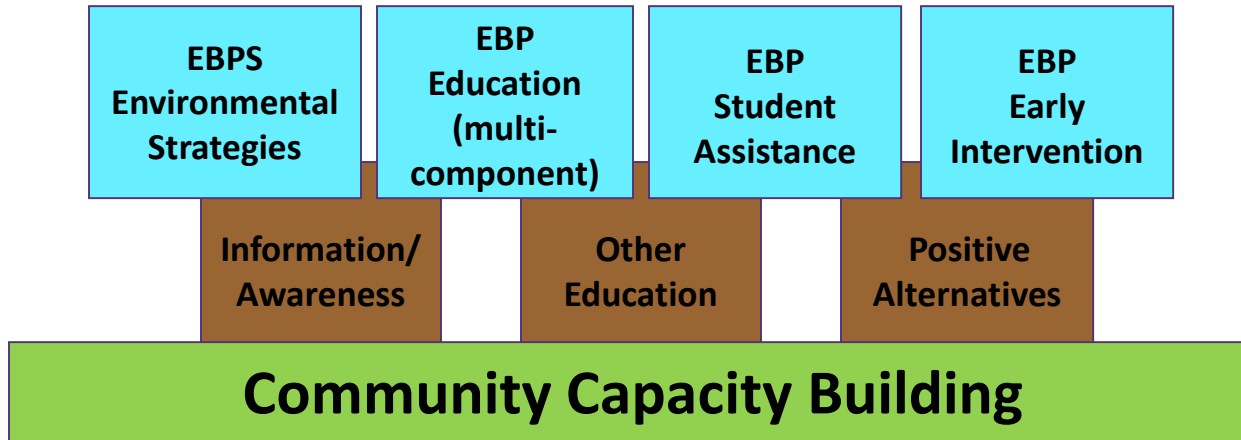 EBPS
Environmental
Strategies
EBP
Education
(multi-
component)
EBP
Student
Assistance
EBP
Early
Intervention
Information/
Awareness
Other
Education
Positive
Alternatives
Community Capacity Building